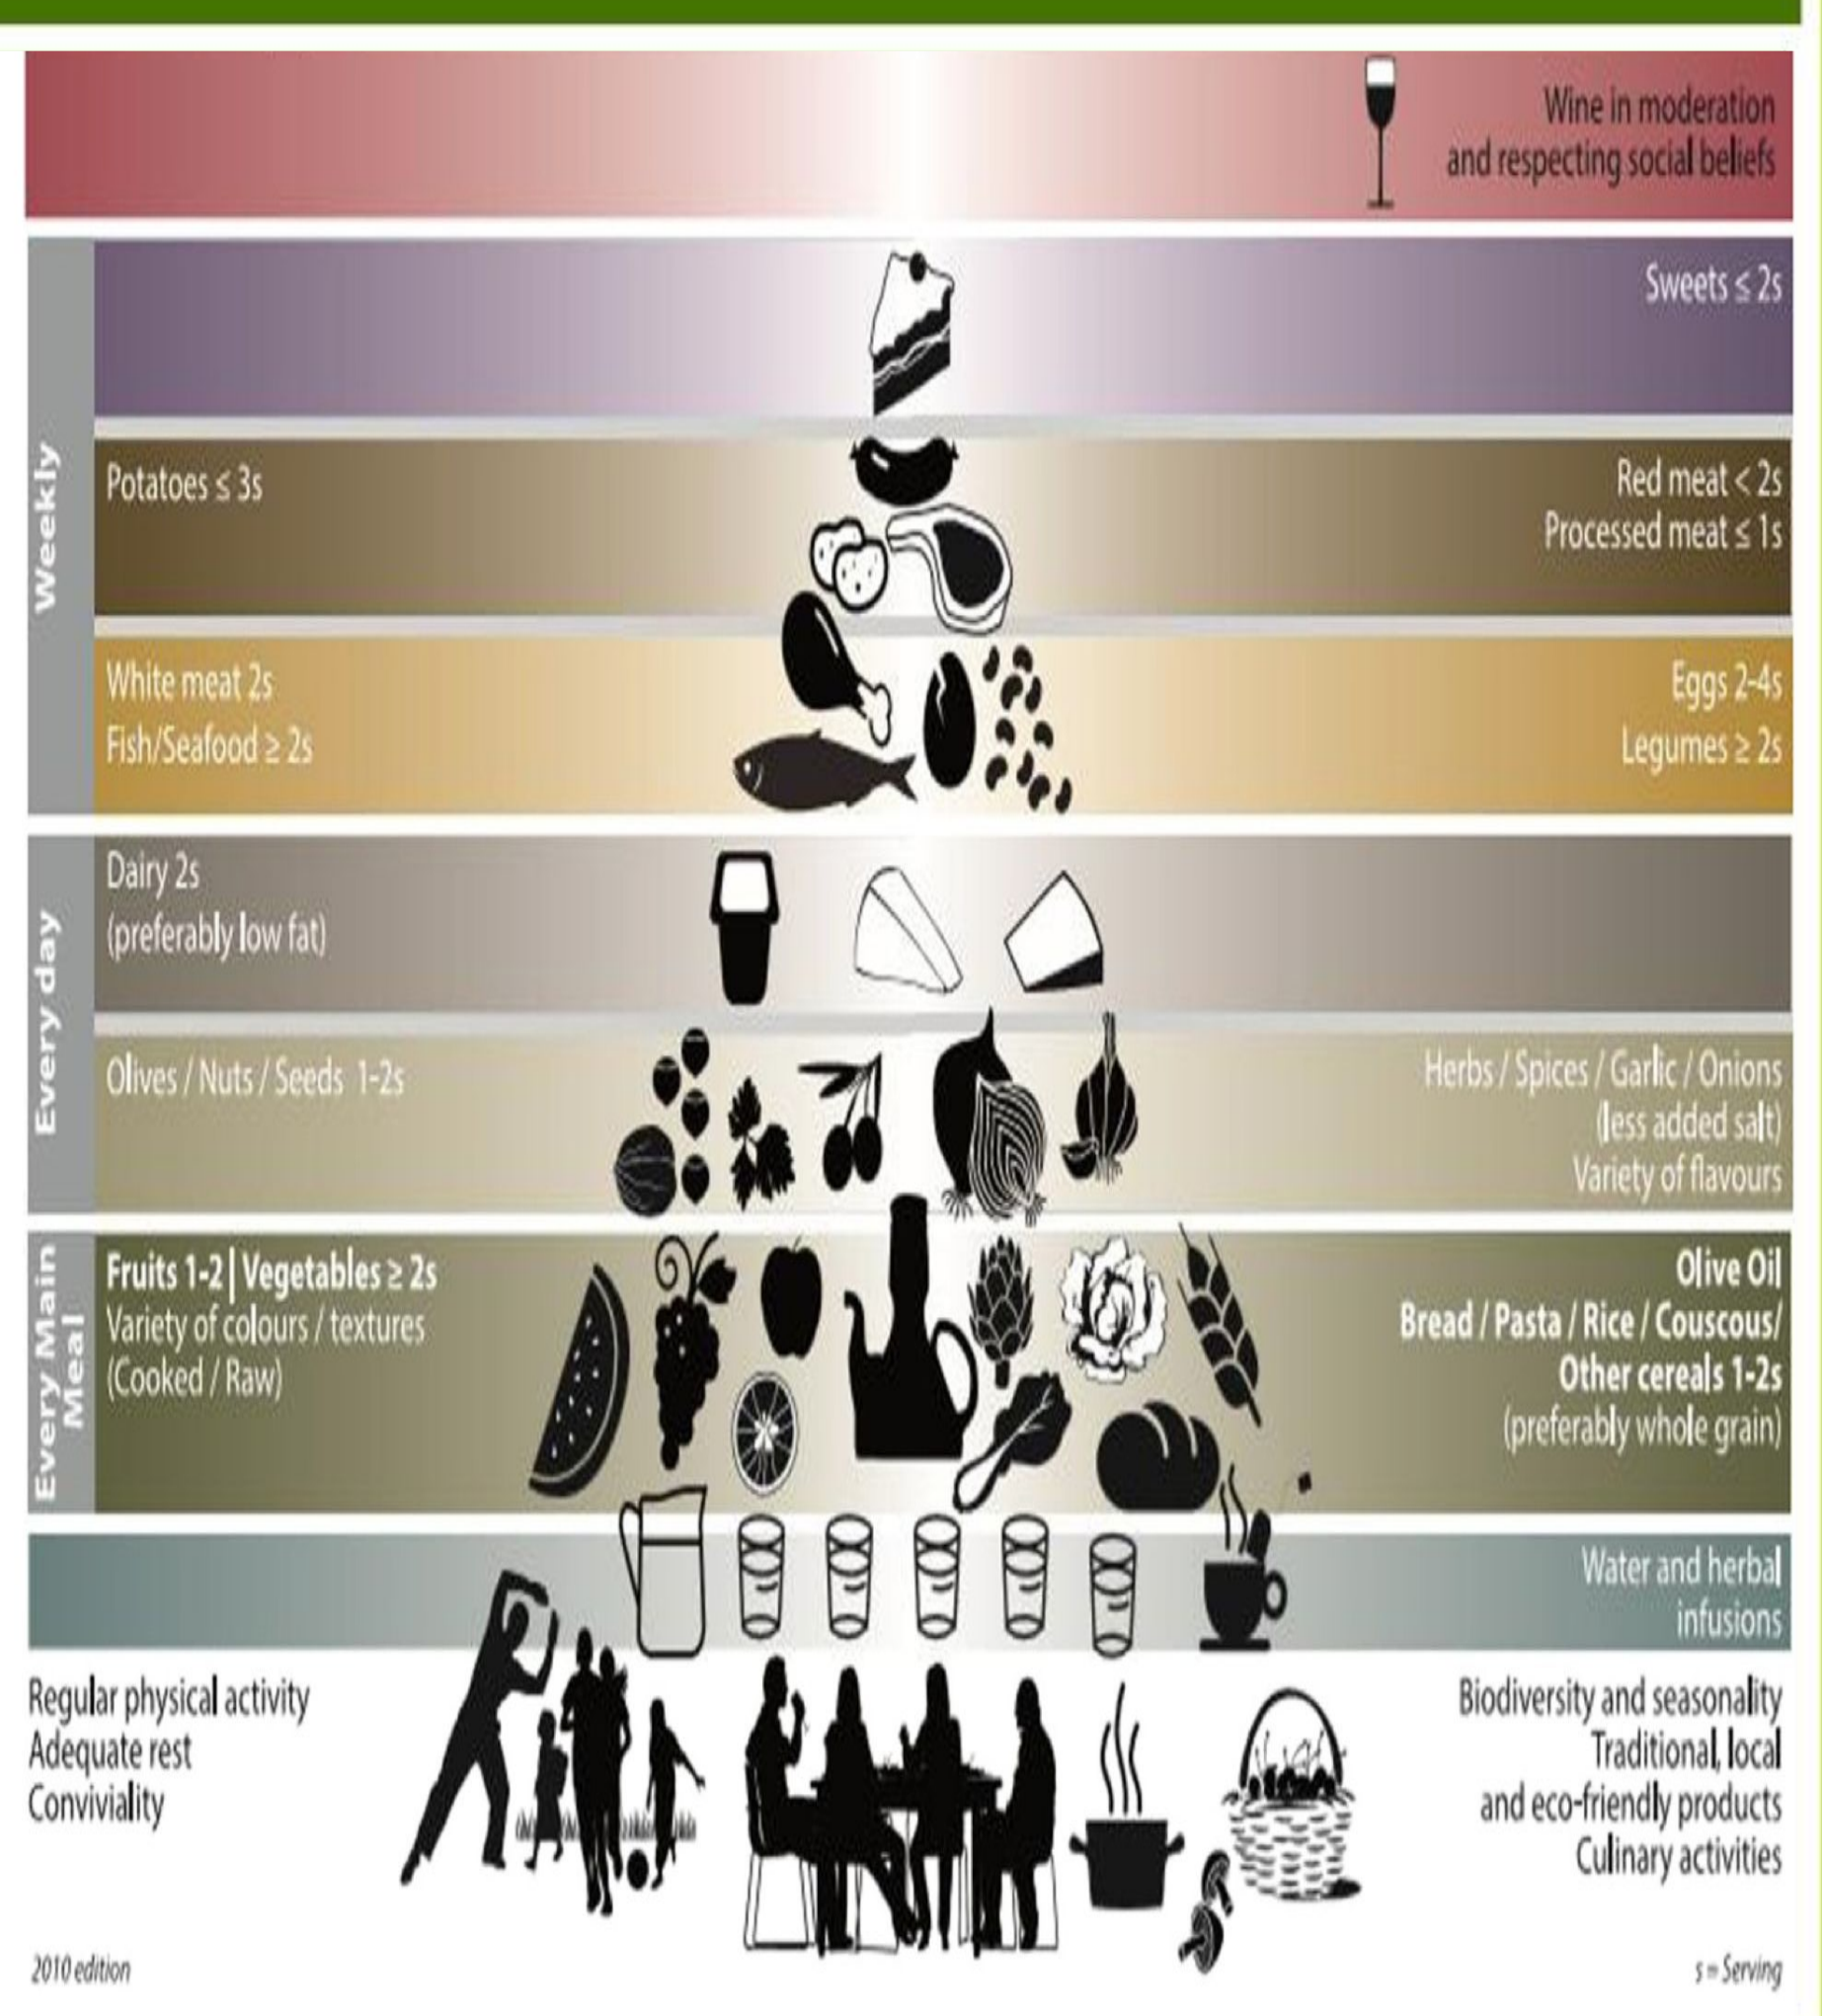 Wine in moderation
and respecting social beliefs
Weekly
Sweets ≤ 2s
Potatoes ≤ 3s
Red meat < 2s
Processed meat ≤ 1s
White meat 2s
Fish/Seafood ≥ 2s
Eggs 2-4s
Legumes ≥ 2s
Every day
Dairy 2s
(preferably low fat)
Olives / Nuts / Seeds 1-2s
Herbs / Spices / Garlic / Onions
(less added salt)
Variety of flavours
Every Main
Meal
Fruits 1-2 | Vegetables ≥ 2s
Variety of colours / textures
(Cooked / Raw)
Olive Oil
Bread / Pasta / Rice / Couscous/
Other cereals 1-2s
(preferably whole grain)
Water and herbal
infusions
Regular physical activity
Adequate rest
Conviviality
Biodiversity and seasonality
Traditional, local
and eco-friendly products
Culinary activities
2010 edition
s = Serving